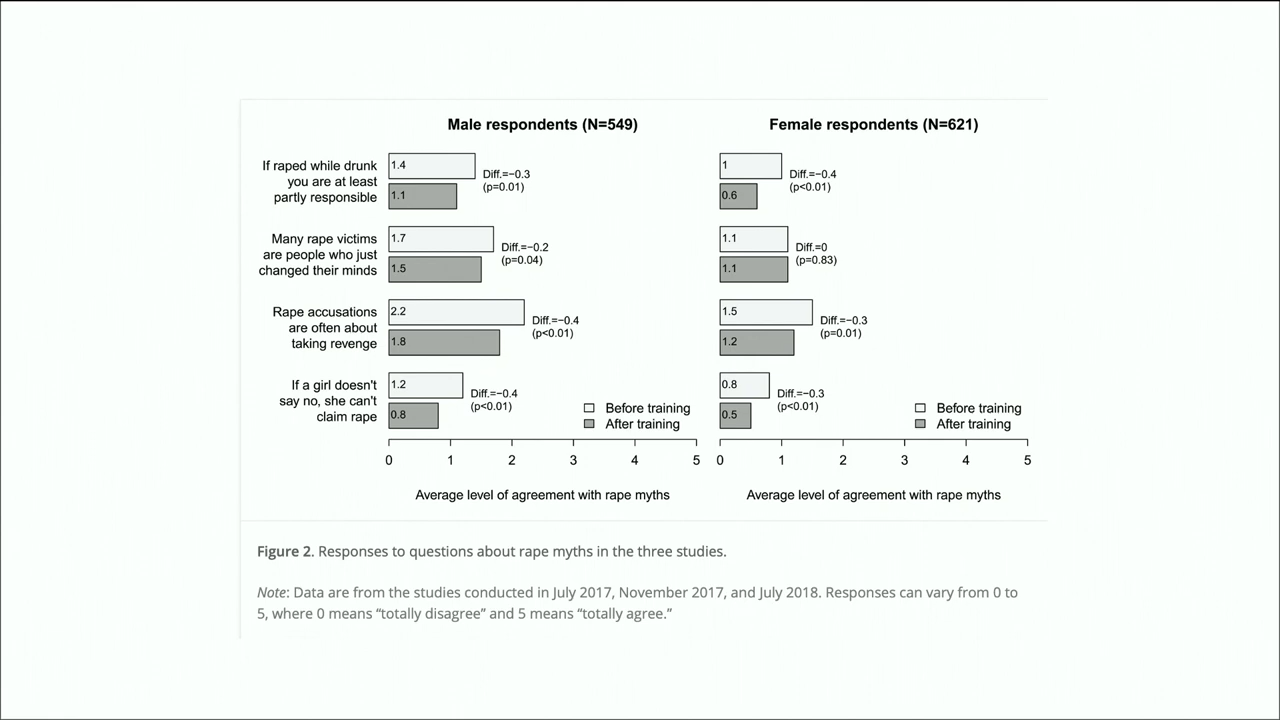 Male respondents (N=549)
Female respondents (N=621)
If raped while drunk
you are at least
partly responsible
1.4
1.1
Diff.=−0.3
(p=0.01)
1
0.6
Diff.=−0.4
(p<0.01)
Many rape victims
are people who just
changed their minds
1.7
1.5
Diff.=−0.2
(p=0.04)
1.1
1.1
Diff.=0
(p=0.83)
Rape accusations
are often about
taking revenge
2.2
1.8
Diff.=−0.4
(p<0.01)
1.5
1.2
Diff.=−0.3
(p=0.01)
If a girl doesn't
say no, she can't
claim rape
1.2
0.8
Diff.=−0.4
(p<0.01)
0.8
0.5
Diff.=−0.3
(p<0.01)
Before training
After training
Before training
After training
0 1 2 3 4 5
0 1 2 3 4 5
Average level of agreement with rape myths
Average level of agreement with rape myths
Figure 2. Responses to questions about rape myths in the three studies.
Note: Data are from the studies conducted in July 2017, November 2017, and July 2018. Responses can vary from 0 to
5, where 0 means “totally disagree” and 5 means “totally agree.”